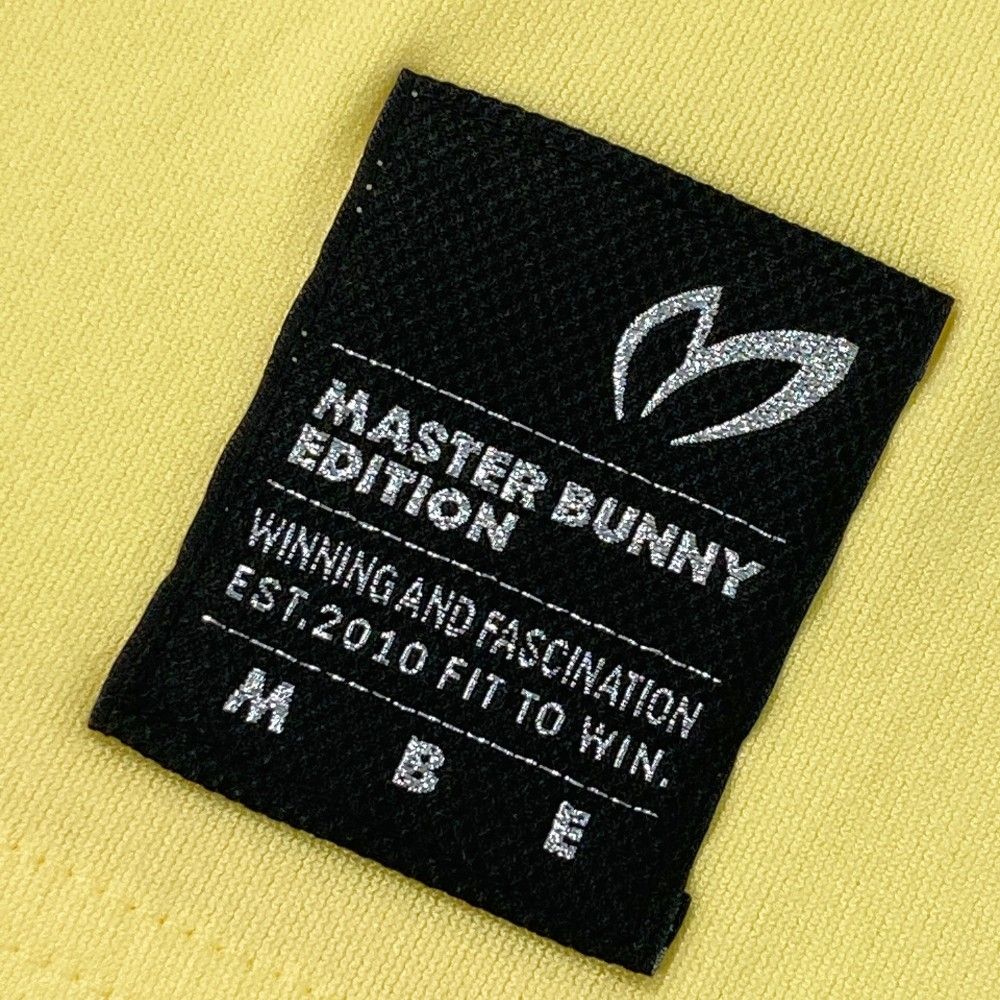 MASTER BUNNY
EDITION
WINNING AND FASCINATION
EST.2010 FIT TO WIN.
M B E